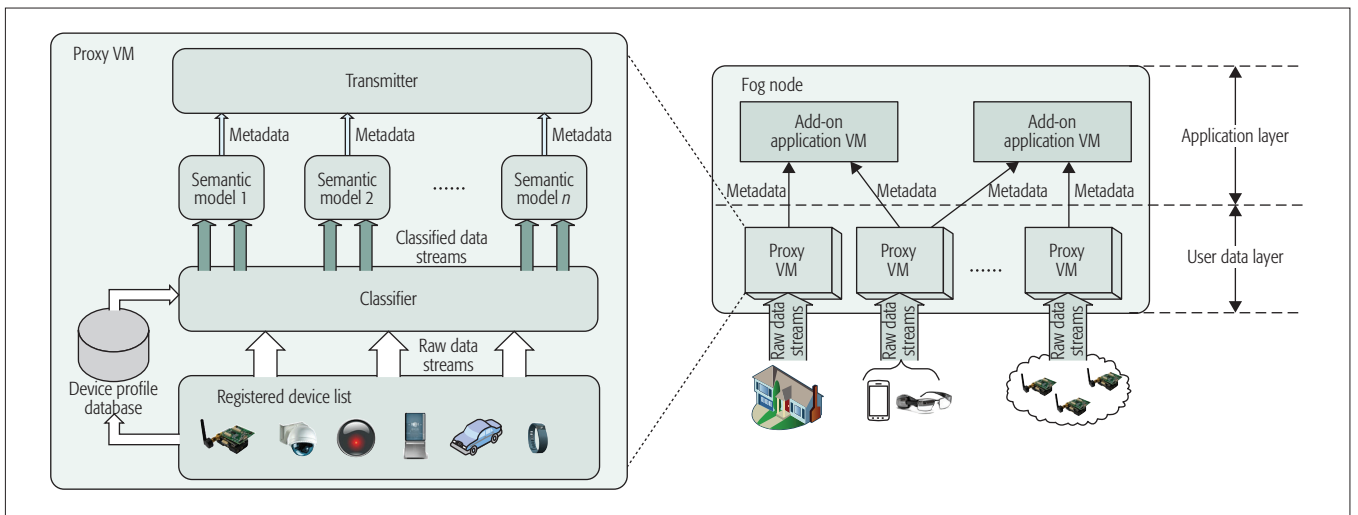 Proxy VM
Transmitter
Metadata
Metadata
Metadata
Semantic
model 1
Semantic
model 2
......
Semantic
model n
Classified data
streams
Classifier
Raw data
streams
Device profile
database
Registered device list
Fog node
Add-on
application VM
Add-on
application VM
Application layer
Metadata
Metadata
Metadata
Metadata
Proxy
VM
Proxy
VM
......
Proxy
VM
User data layer
Raw data
streams
Raw data
streams
Raw data
streams